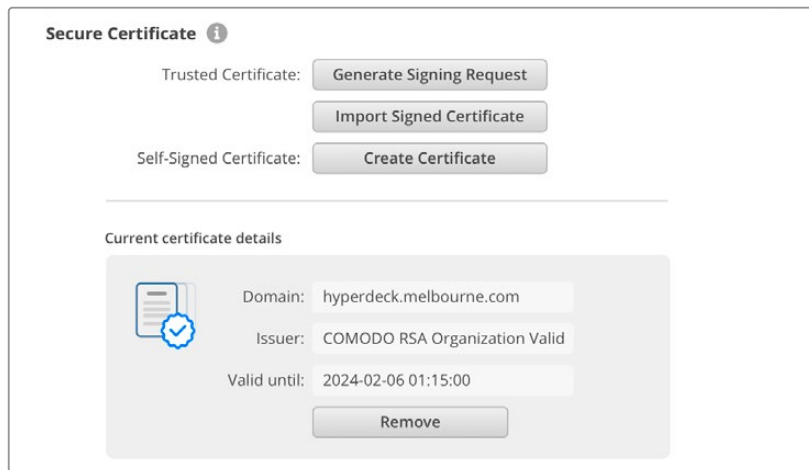 Secure Certificate
Trusted Certificate: Generate Signing Request
Import Signed Certificate
Self-Signed Certificate: Create Certificate
Current certificate details
Domain: hyperdeck.melbourne.com
Issuer: COMODO RSA Organization Valid
Valid until: 2024-02-06 01:15:00
Remove